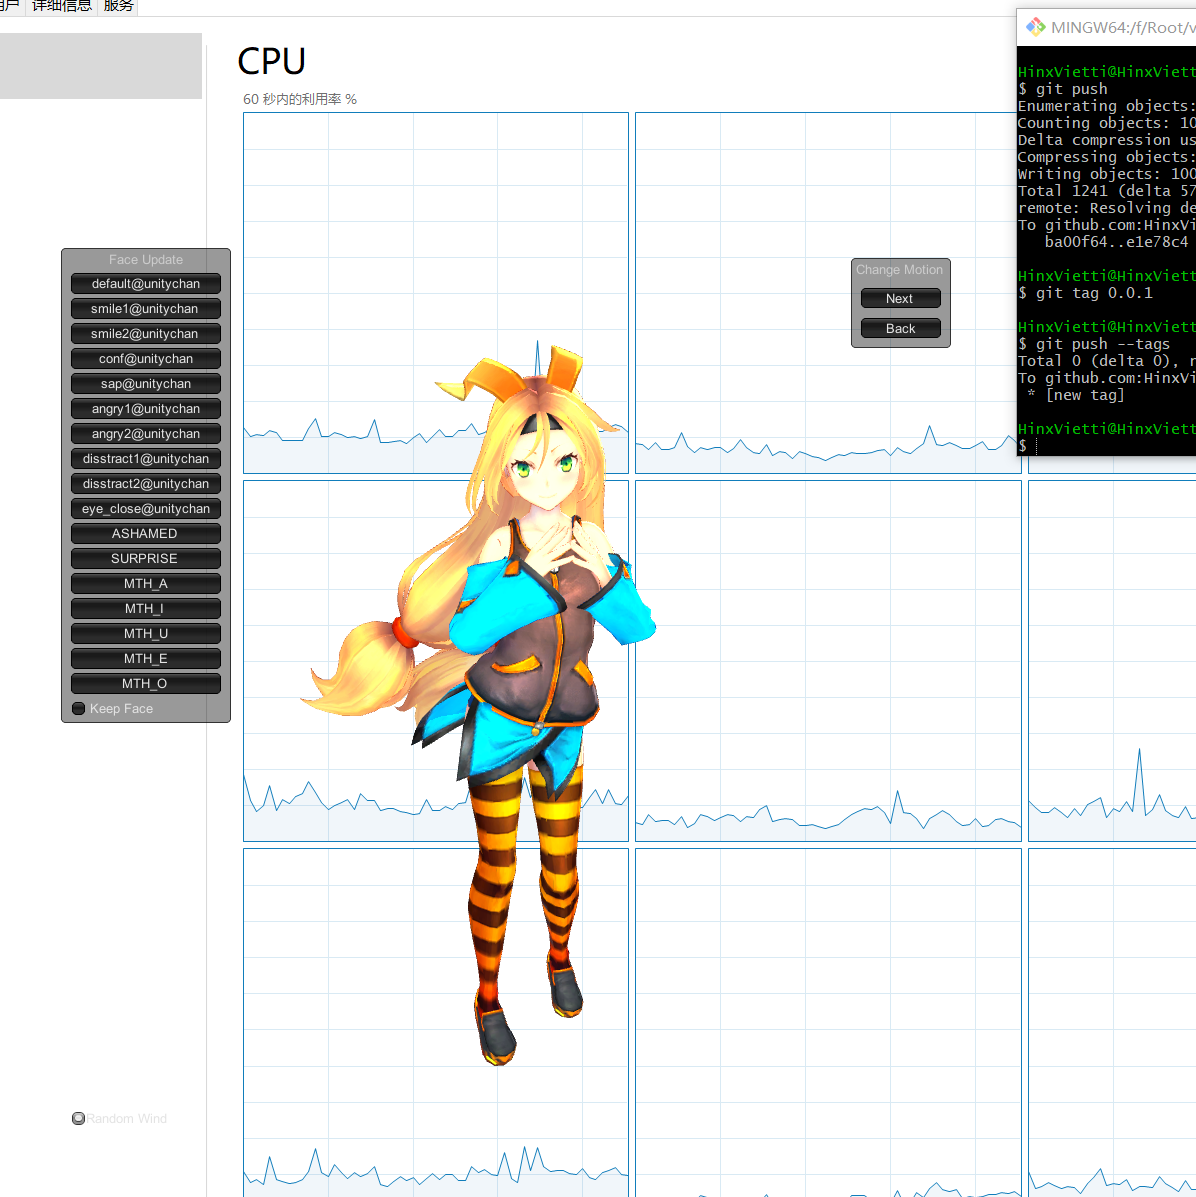 详细信息
服务
CPU
60 秒内的利用率 %
Face Update
default@unitychan
smile1@unitychan
smile2@unitychan
conf@unitychan
sap@unitychan
angry1@unitychan
angry2@unitychan
disstract1@unitychan
disstract2@unitychan
eye_close@unitychan
ASHAMED
SURPRISE
MTH_A
MTH_I
MTH_U
MTH_E
MTH_O
Keep Face
Random Wind
Change Motion
Next
Back
MINGW64:/f/Root/v
HinxVietti@HinxViett
$ git push
Enumerating objects:
Counting objects: 10
Delta compression us
Compressing objects:
Writing objects: 100
Total 1241 (delta 57
remote: Resolving de
To github.com:HinxVi
ba00f64..e1e78c4
HinxVietti@HinxViett
$ git tag 0.0.1
HinxVietti@HinxViett
$ git push --tags
Total 0 (delta 0), r
To github.com:HinxVi
* [new tag]
HinxVietti@HinxViett
$